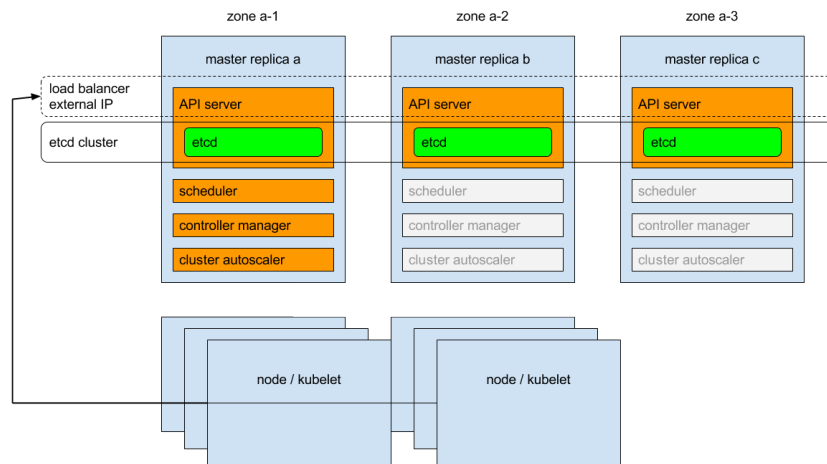 zone a-1
zone a-2
zone a-3
master replica a
master replica b
master replica c
load balancer
external IP
API server
API server
API server
etcd cluster
etcd
etcd
etcd
scheduler
scheduler
scheduler
controller manager
controller manager
controller manager
cluster autoscaler
cluster autoscaler
cluster autoscaler
node / kubelet
node / kubelet